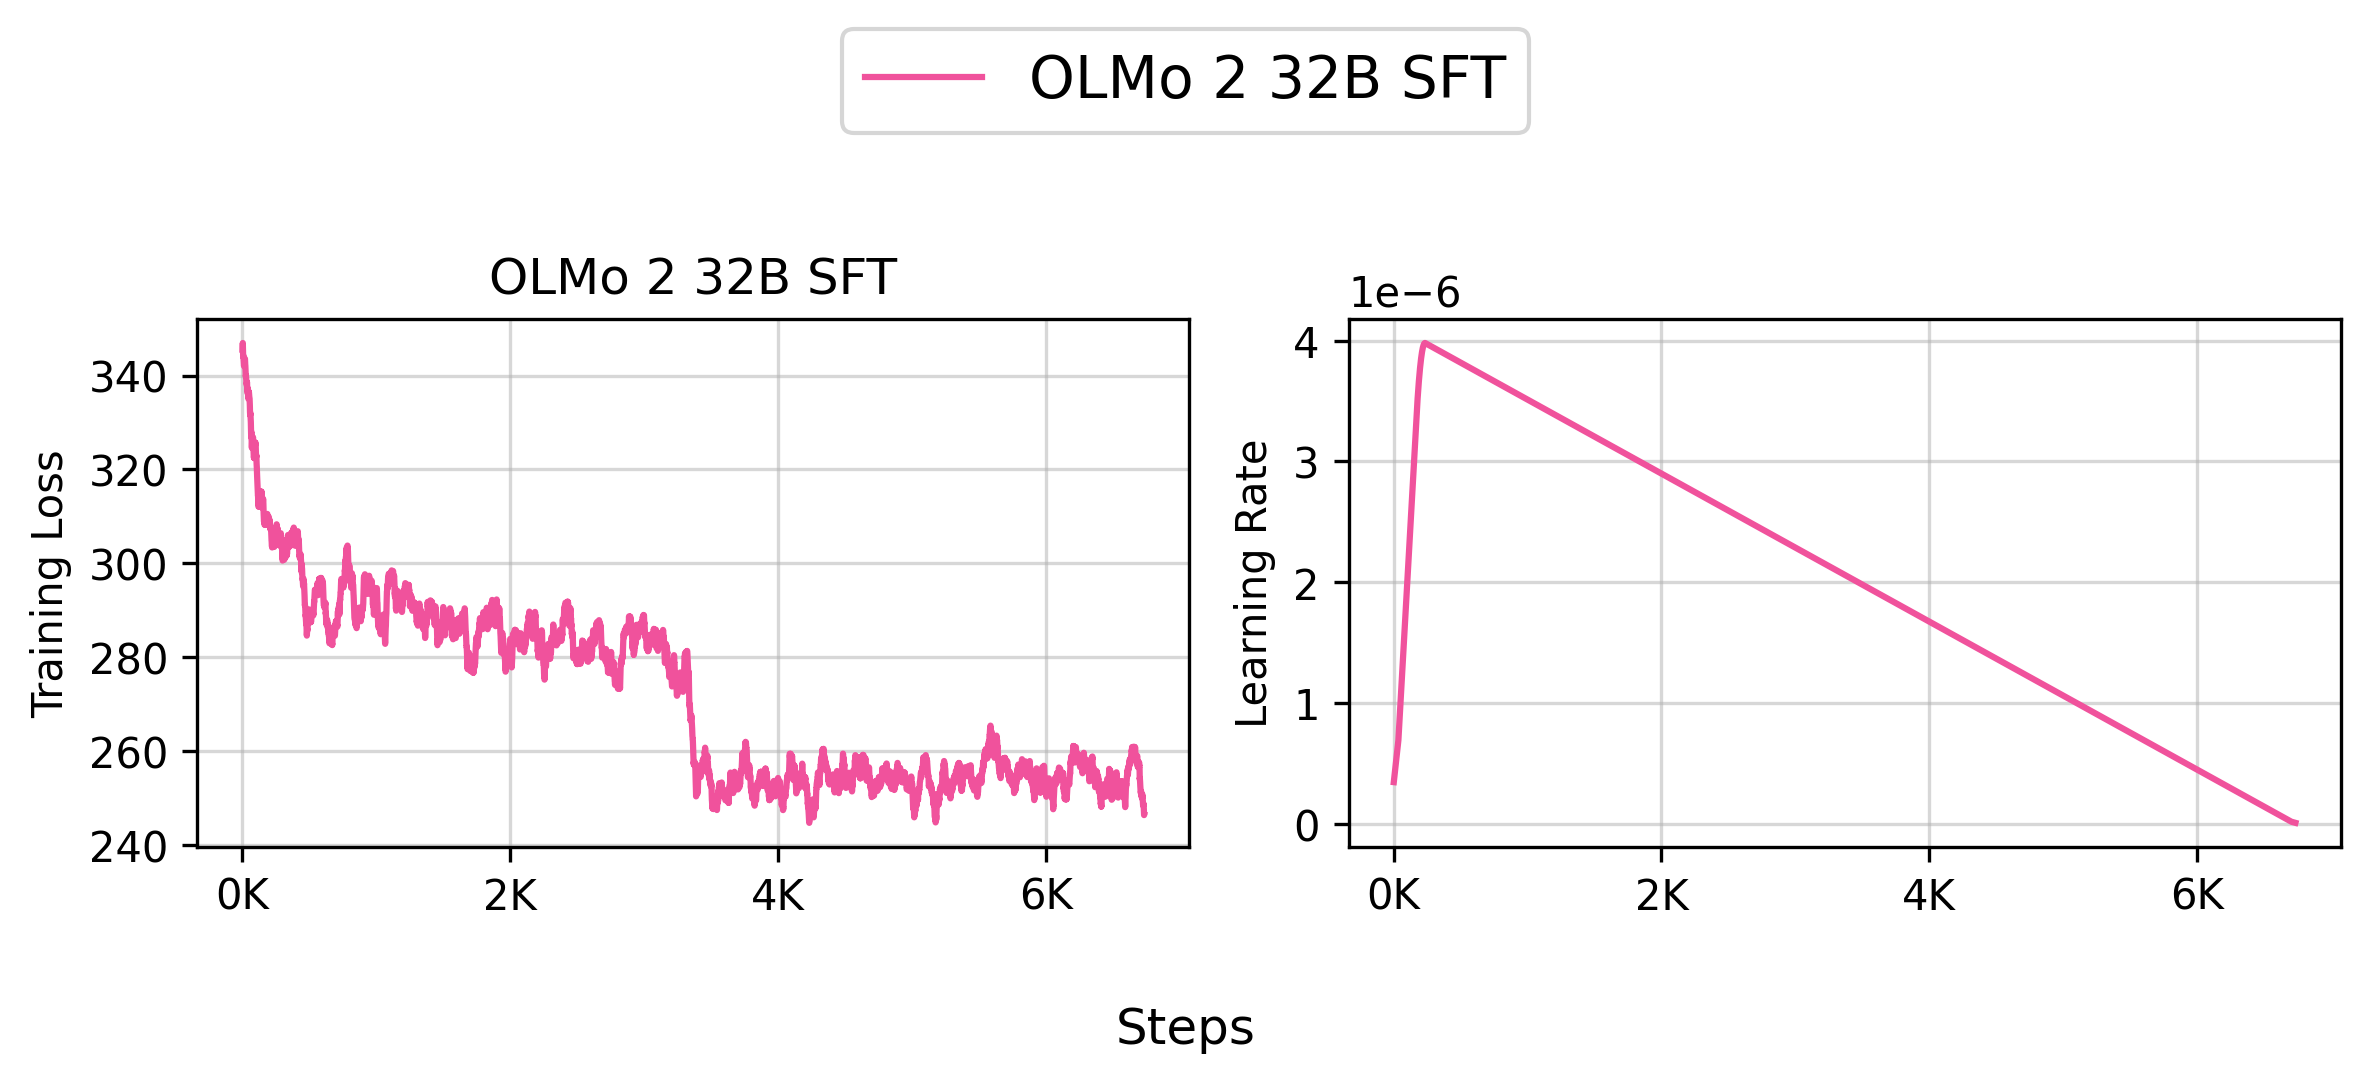 OLMo 2 32B SFT
OLMo 2 32B SFT
Training Loss
340
320
300
280
260
240
0K 2K 4K 6K
1e−6
Learning Rate
4
3
2
1
0
0K 2K 4K 6K
Steps